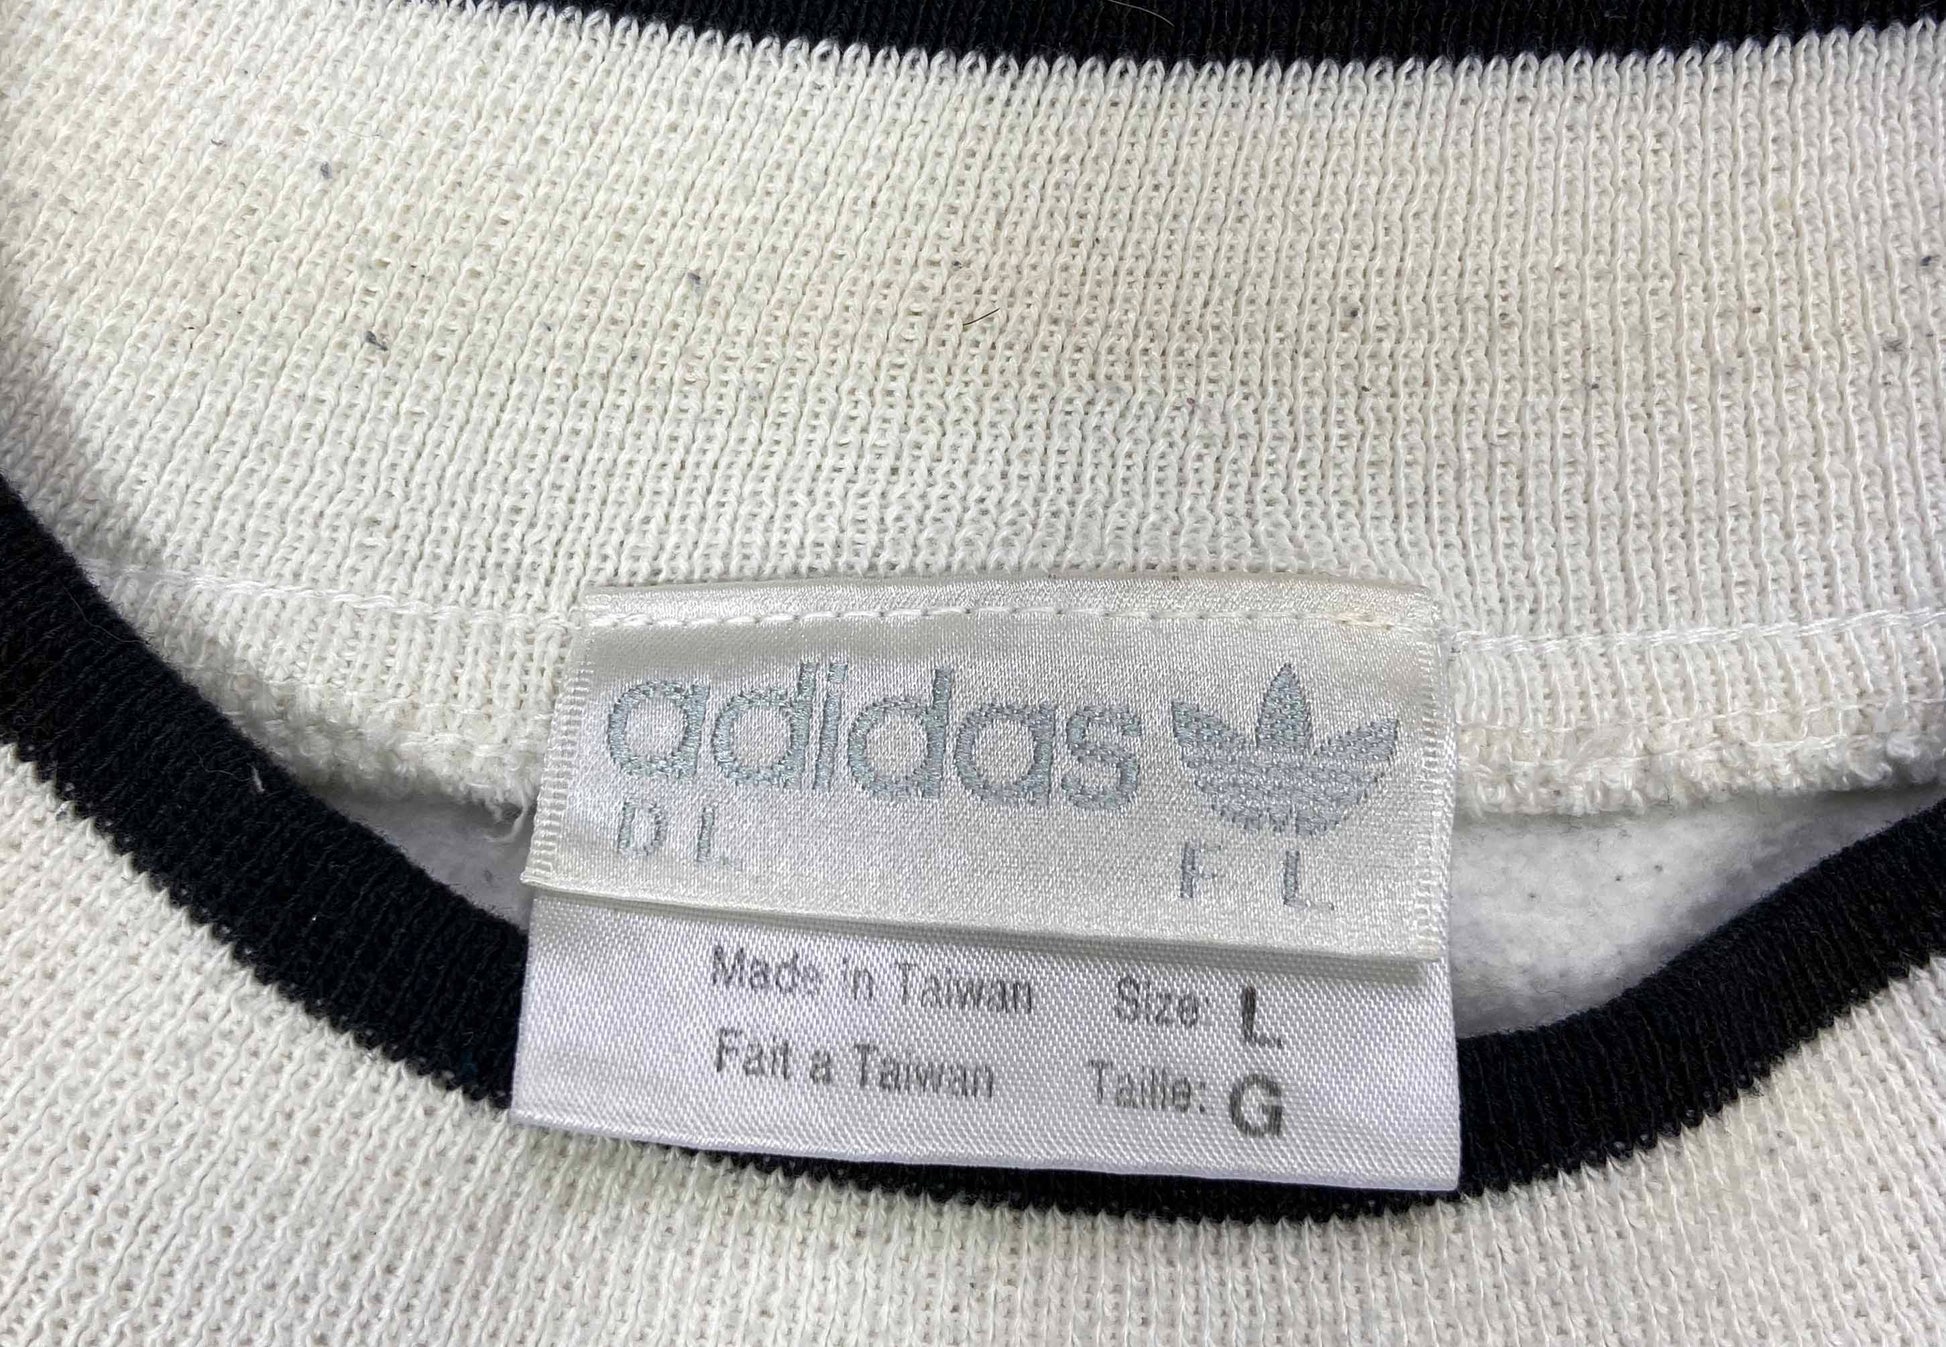 adidas
D L F L
Made in Taiwan Size: L
Fait a Taiwan Taille: G